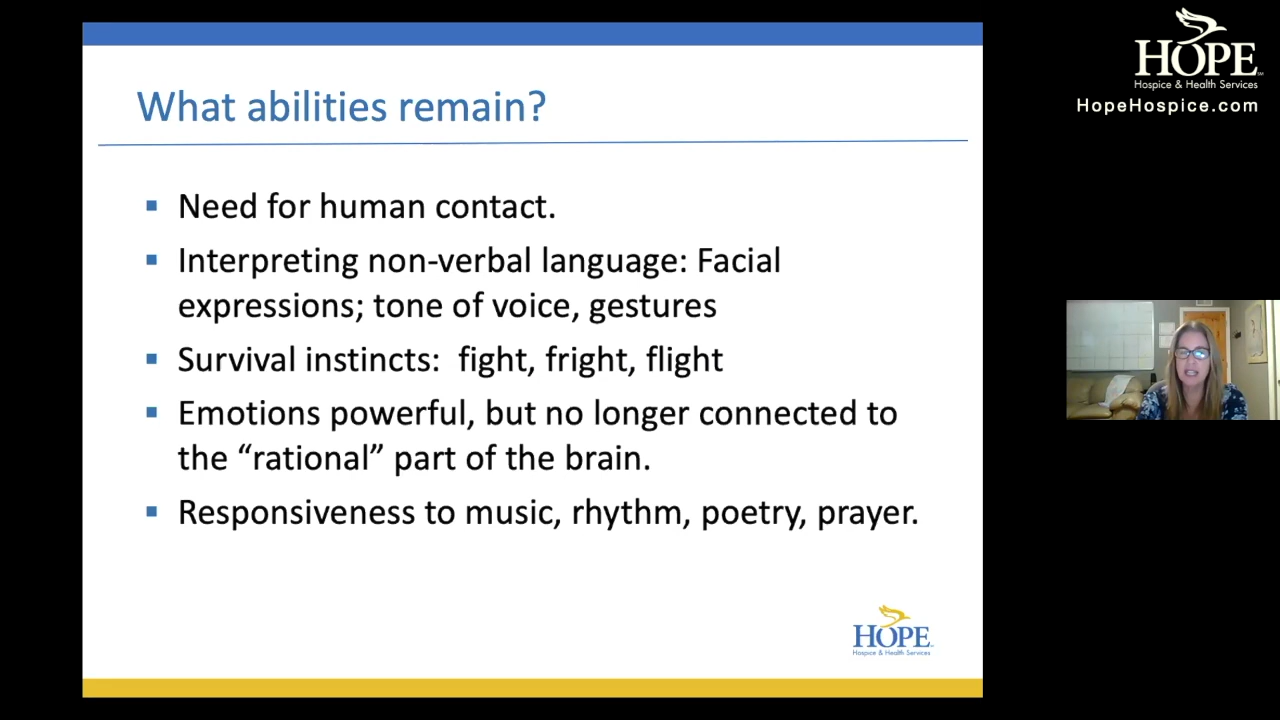 What abilities remain?
Need for human contact.
Interpreting non-verbal language: Facial
expressions; tone of voice, gestures
Survival instincts:  fight, fright, flight
Emotions powerful, but no longer connected to
the “rational” part of the brain.
Responsiveness to music, rhythm, poetry, prayer.
HOPE
Hospice & Health Services
HOPE
Hospice & Health Services
HopeHospice.com